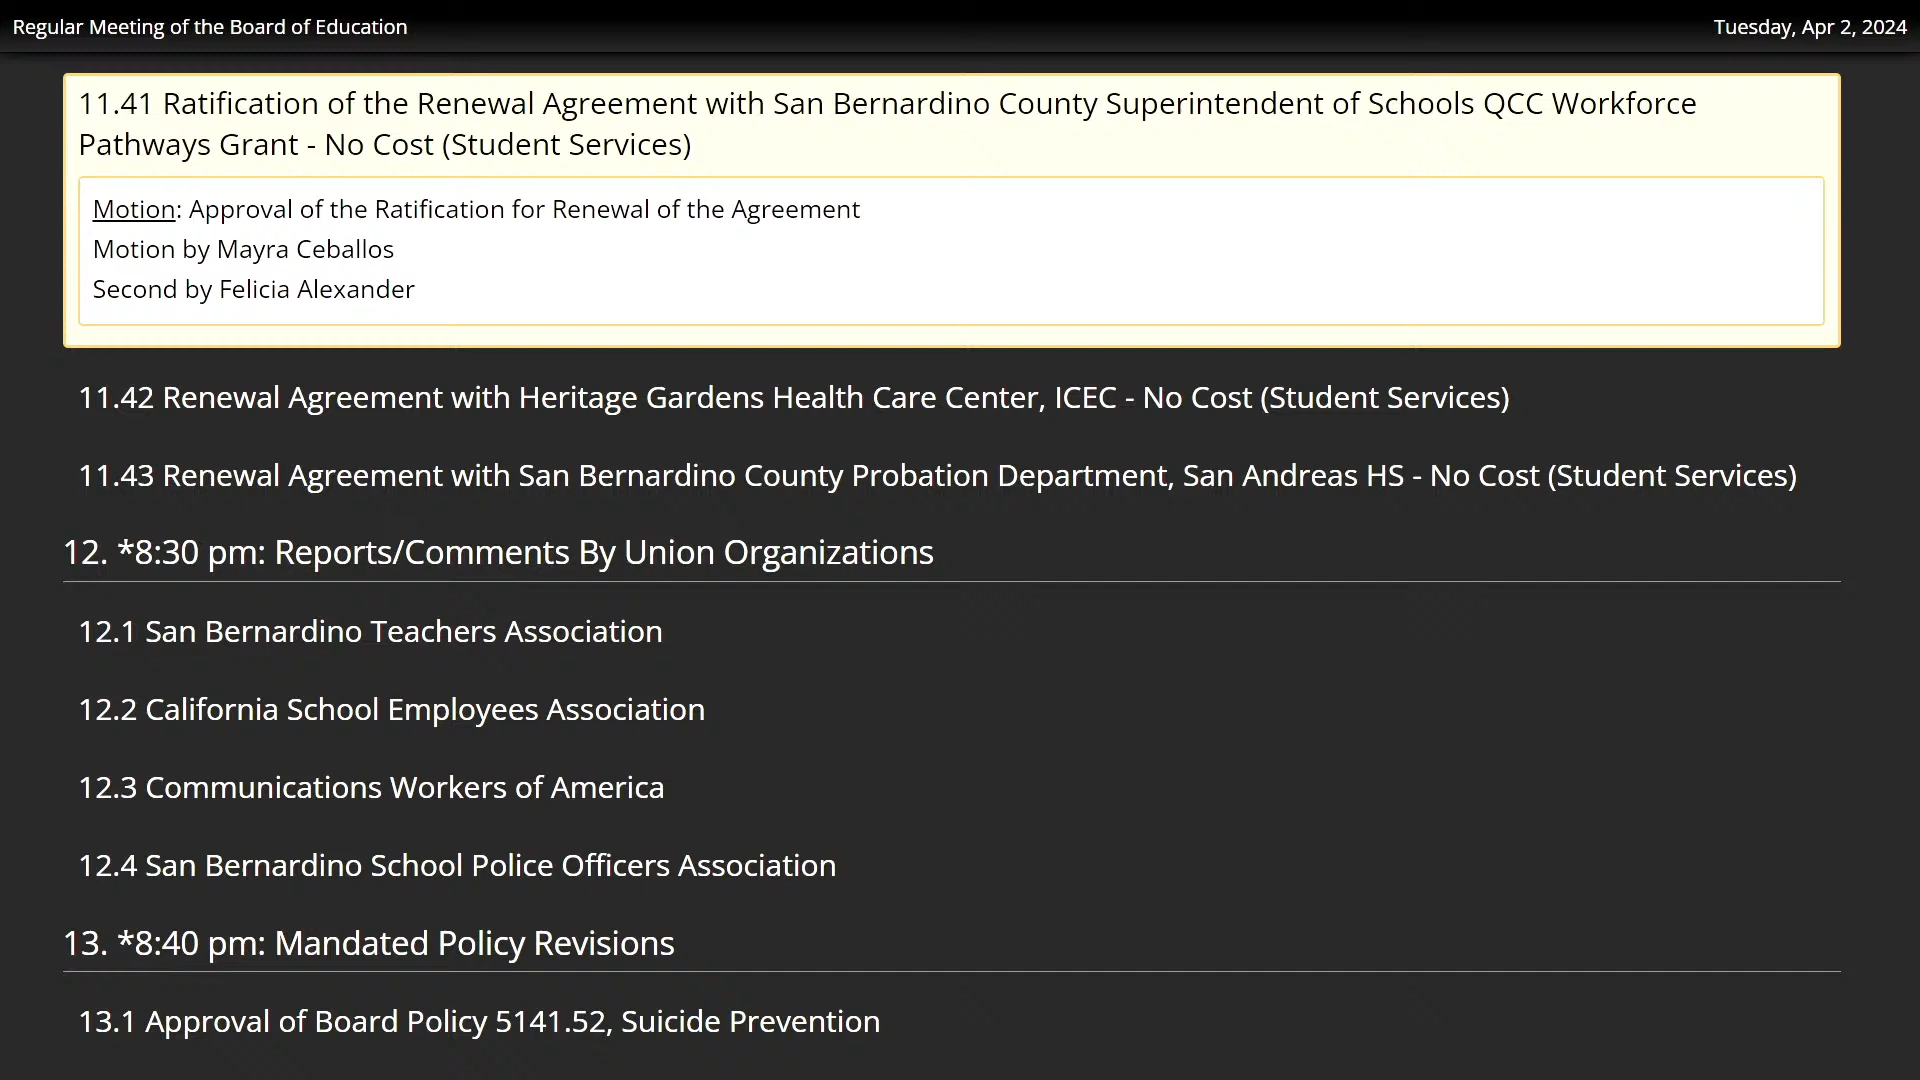 Regular Meeting of the Board of Education
Tuesday, Apr 2, 2024
11.41 Ratification of the Renewal Agreement with San Bernardino County Superintendent of Schools QCC Workforce
Pathways Grant - No Cost (Student Services)
Motion: Approval of the Ratification for Renewal of the Agreement
Motion by Mayra Ceballos
Second by Felicia Alexander
11.42 Renewal Agreement with Heritage Gardens Health Care Center, ICEC - No Cost (Student Services)
11.43 Renewal Agreement with San Bernardino County Probation Department, San Andreas HS - No Cost (Student Services)
12. *8:30 pm: Reports/Comments By Union Organizations
12.1 San Bernardino Teachers Association
12.2 California School Employees Association
12.3 Communications Workers of America
12.4 San Bernardino School Police Officers Association
13. *8:40 pm: Mandated Policy Revisions
13.1 Approval of Board Policy 5141.52, Suicide Prevention